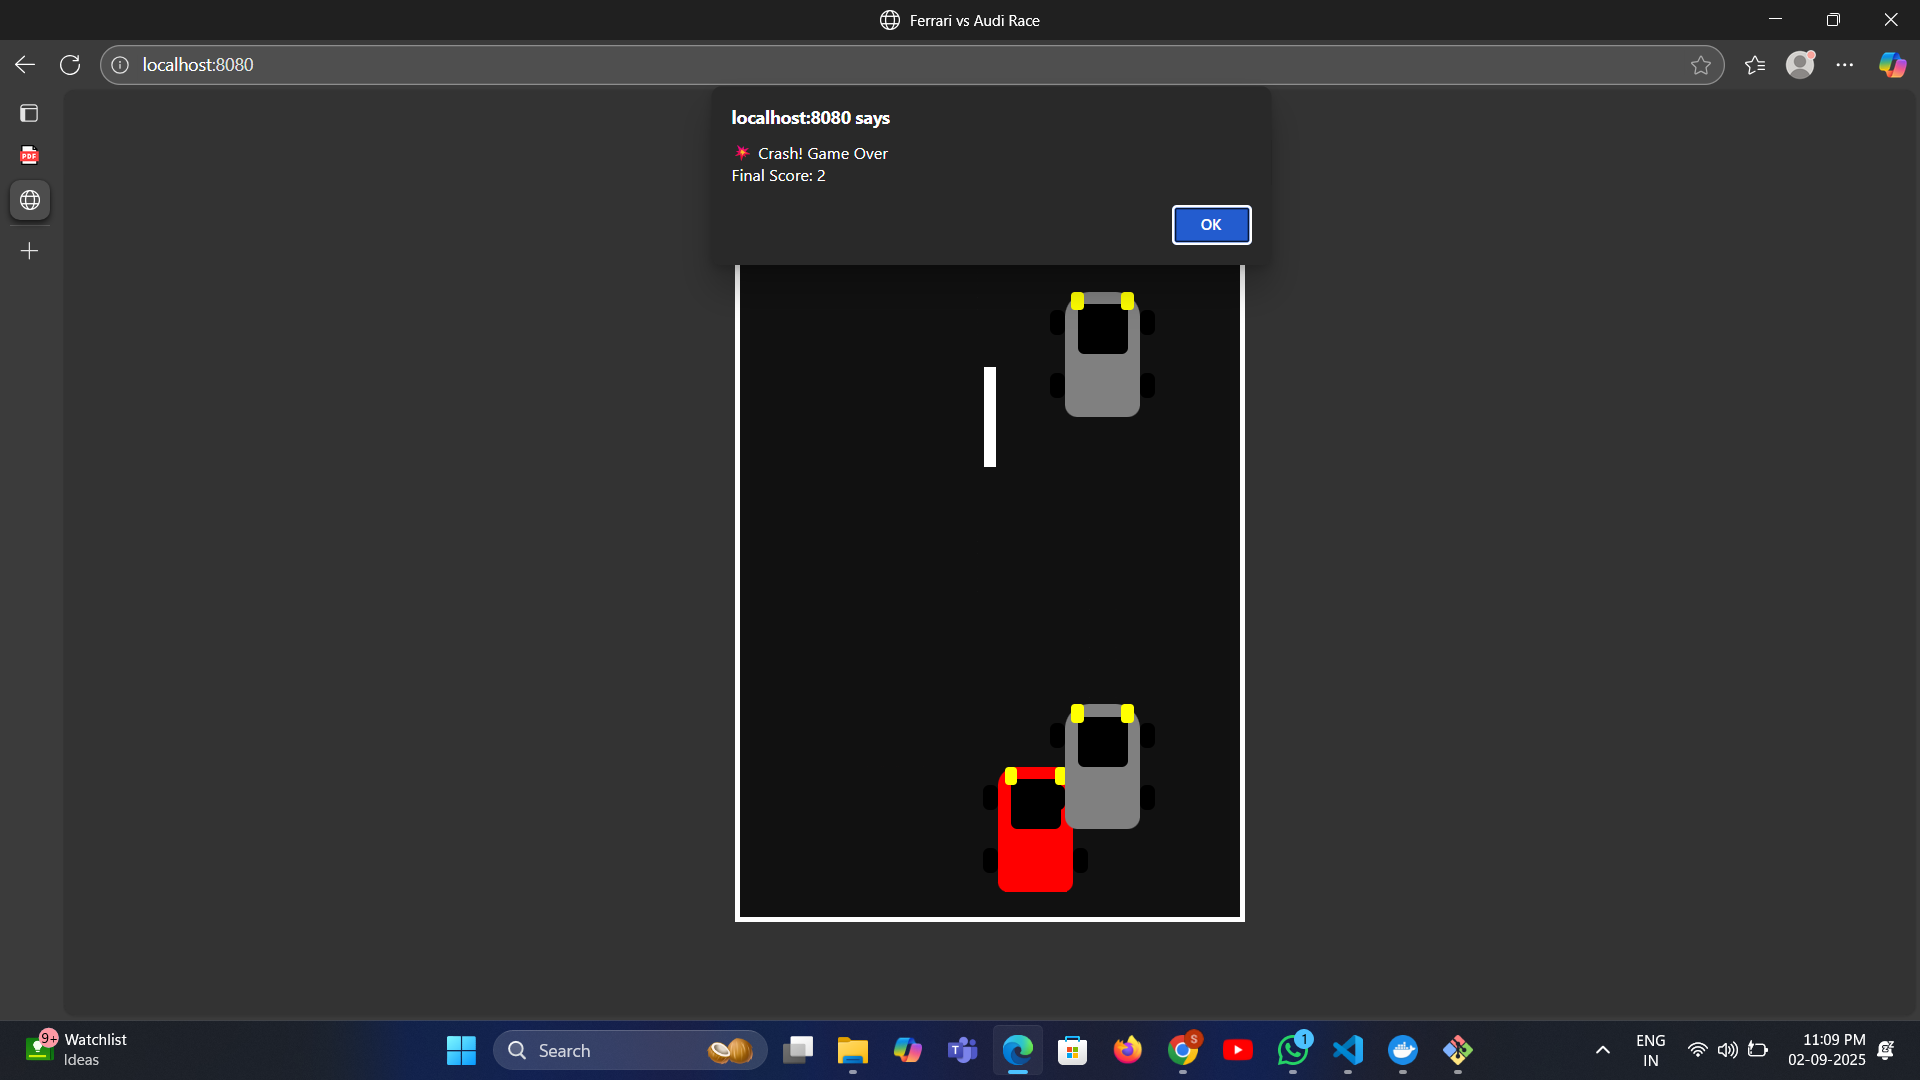 Ferrari vs Audi Race
localhost:8080
localhost:8080 says
💥 Crash! Game Over
Final Score: 2
OK
PDF
9+
Watchlist
Ideas
Search
T
S
1
ENG
IN
11:09 PM
02-09-2025